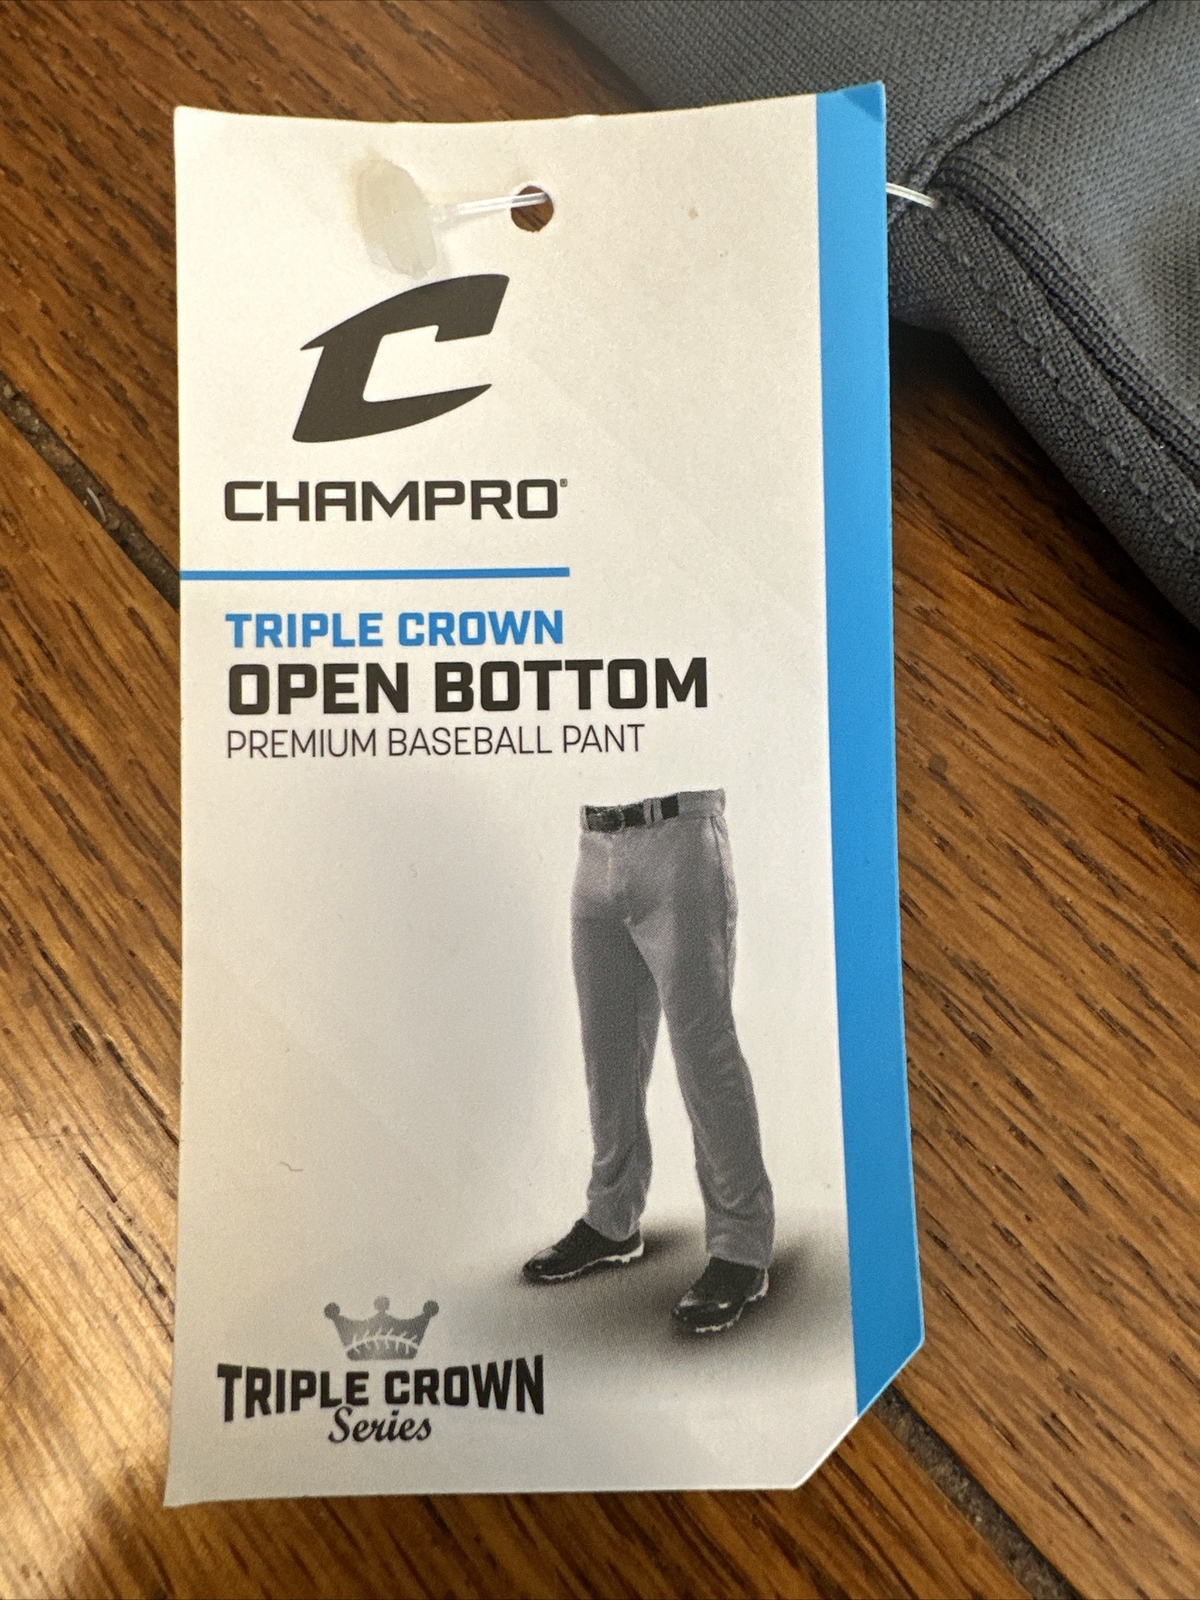 CHAMPRO®
TRIPLE CROWN
OPEN BOTTOM
PREMIUM BASEBALL PANT
TRIPLE CROWN
Series